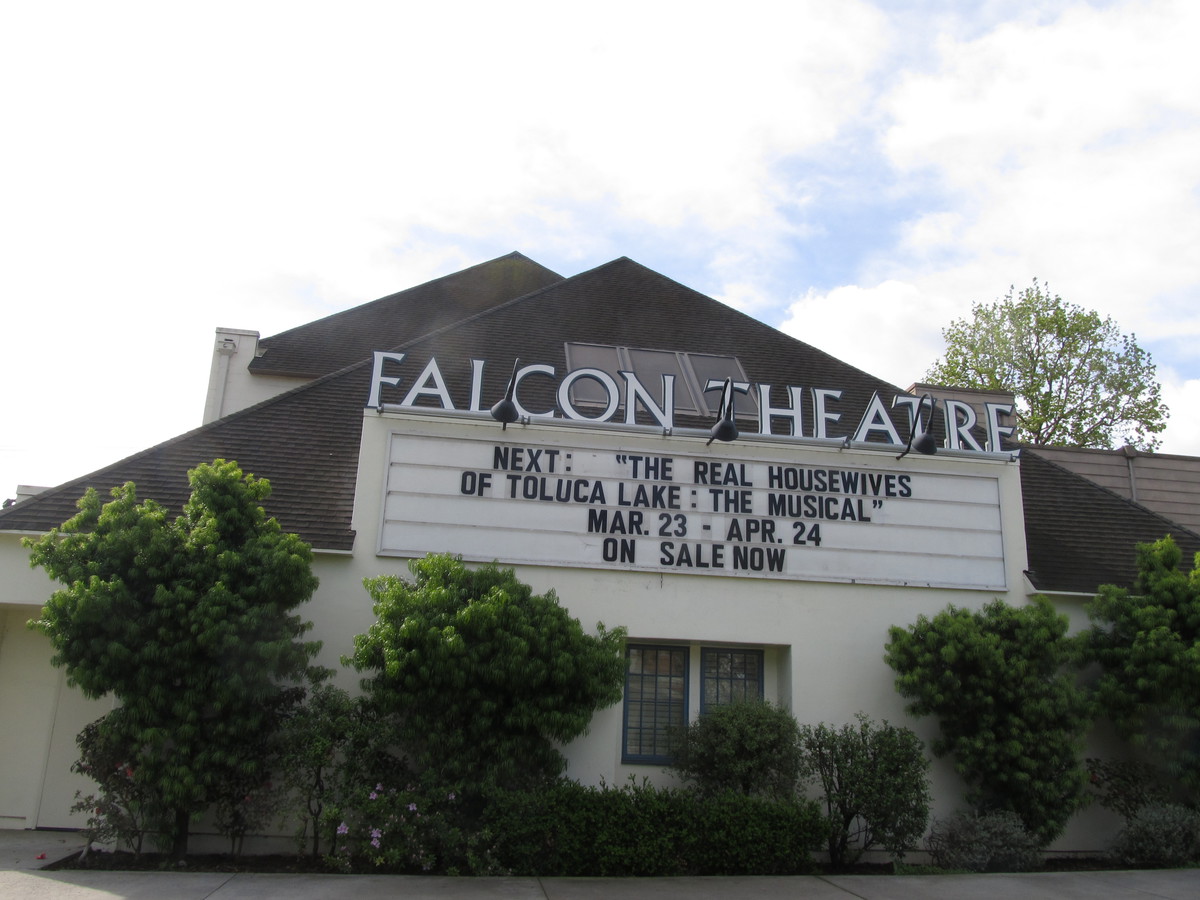 FALCON THEATRE
NEXT: "THE REAL HOUSEWIVES
OF TOLUCA LAKE: THE MUSICAL"
MAR. 23 - APR. 24
ON SALE NOW